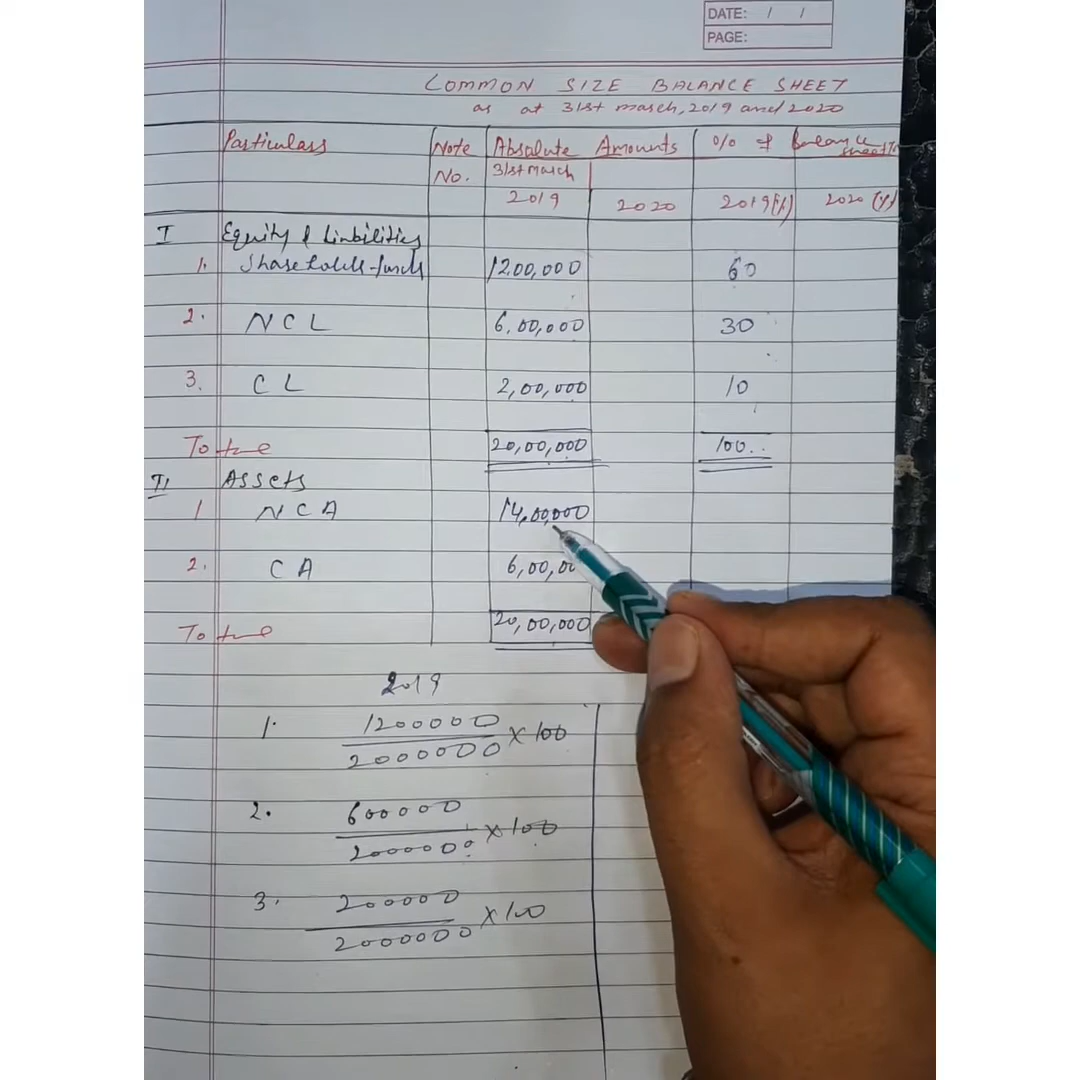 DATE: / /
PAGE:
COMMON SIZE BALANCE SHEET
as at 31st march, 2019 and 2020
Particulars Note No. Absolute Amounts % of Balance sheet To
31st March
2019 2020 2019(%) 2020 (%)
I Equity & Liabilities
1. Shareholders funds 1200,000 60
2. NCL 6,00,000 30
3. CL 2,00,000 10
Total 20,00,000 100..
II Assets
1 NCA 14,00,000
2. CA 6,00,00
Total 20,00,000
2019
1. 1200000
2000000 × 100
2. 600000
2000000 × 100
3. 200000
2000000 × 100